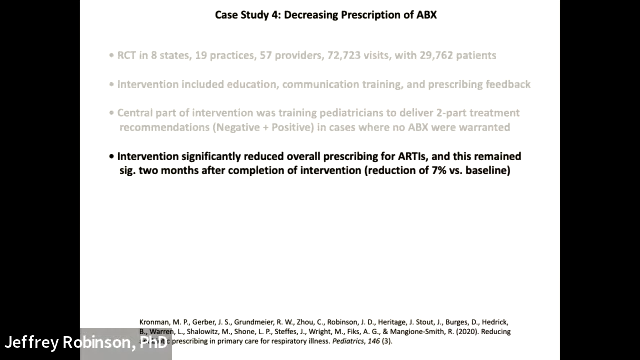 Case Study 4: Decreasing Prescription of ABX
• RCT in 8 states, 19 practices, 57 providers, 72,723 visits, with 29,762 patients
• Intervention included education, communication training, and prescribing feedback
• Central part of intervention was training pediatricians to deliver 2-part treatment
recommendations (Negative + Positive) in cases where no ABX were warranted
• Intervention significantly reduced overall prescribing for ARTIs, and this remained
sig. two months after completion of intervention (reduction of 7% vs. baseline)
Kronman, M. P., Gerber, J. S., Grundmeier, R. W., Zhou, C., Robinson, J. D., Heritage, J. Stout, J., Burges, D., Hedrick,
B., Warren, L., Shalowitz, M., Shone, L. P., Steffes, J., Wright, M., Fiks, A. G., & Mangione-Smith, R. (2020). Reducing
prescribing in primary care for respiratory illness. Pediatrics, 146 (3).
Jeffrey Robinson, PhD